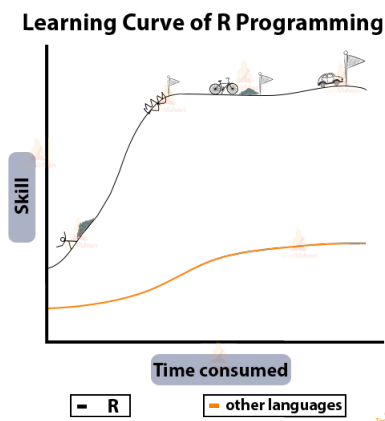 Learning Curve of R Programming
Skill
Time consumed
R
other languages